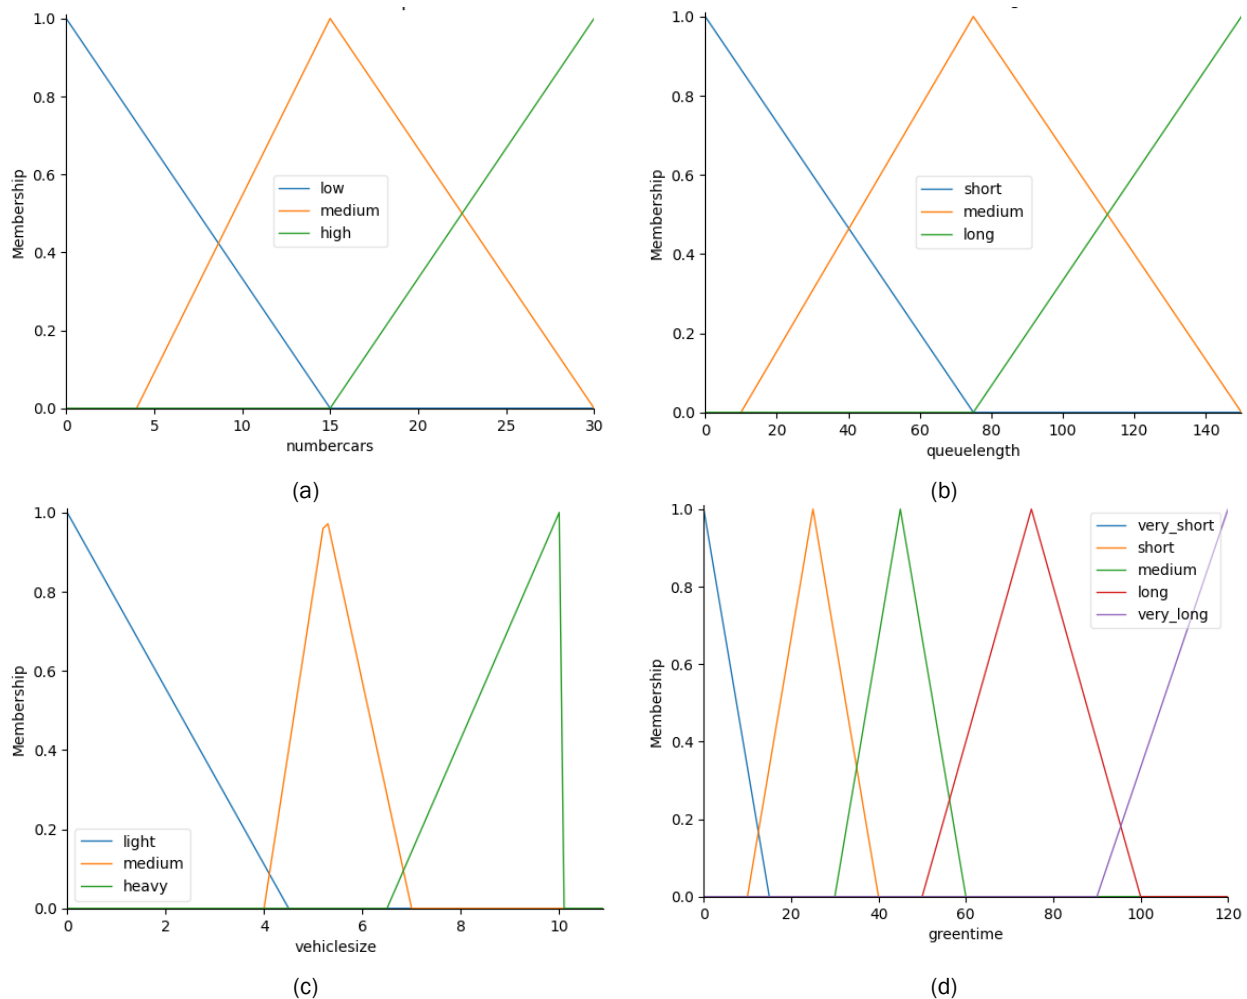 1.0
0.8
0.6
0.4
0.2
0.0
Membership
low
medium
high
0 5 10 15 20 25 30
numbercars
(a)
1.0
0.8
0.6
0.4
0.2
0.0
Membership
short
medium
long
0 20 40 60 80 100 120 140
queuelength
(b)
1.0
0.8
0.6
0.4
0.2
0.0
Membership
light
medium
heavy
0 2 4 6 8 10
vehiclesize
(c)
1.0
0.8
0.6
0.4
0.2
0.0
Membership
very_short
short
medium
long
very_long
0 20 40 60 80 100 120
greentime
(d)